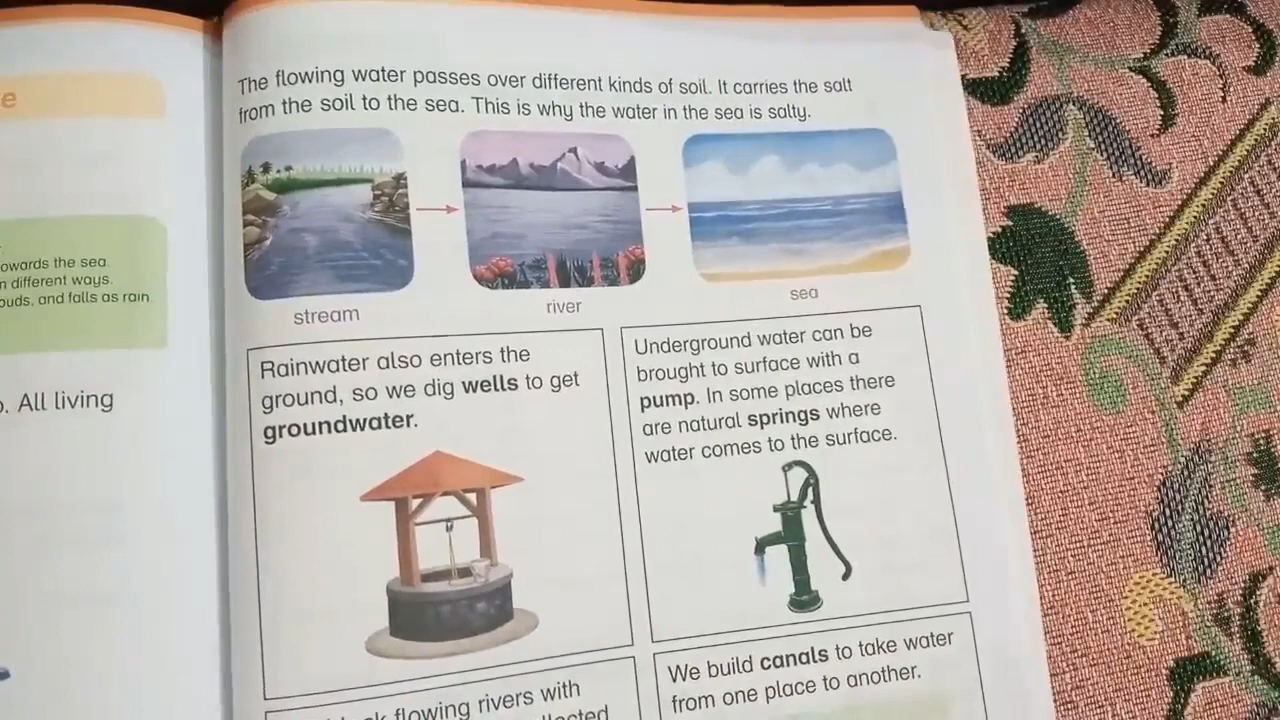 e
owards the sea.
n different ways.
ouds, and falls as rain.
. All living
The flowing water passes over different kinds of soil. It carries the salt
from the soil to the sea. This is why the water in the sea is salty.
stream
river
sea
Rainwater also enters the
ground, so we dig wells to get
groundwater.
Underground water can be
brought to surface with a
pump. In some places there
are natural springs where
water comes to the surface.
flowing rivers with
We build canals to take water
from one place to another.